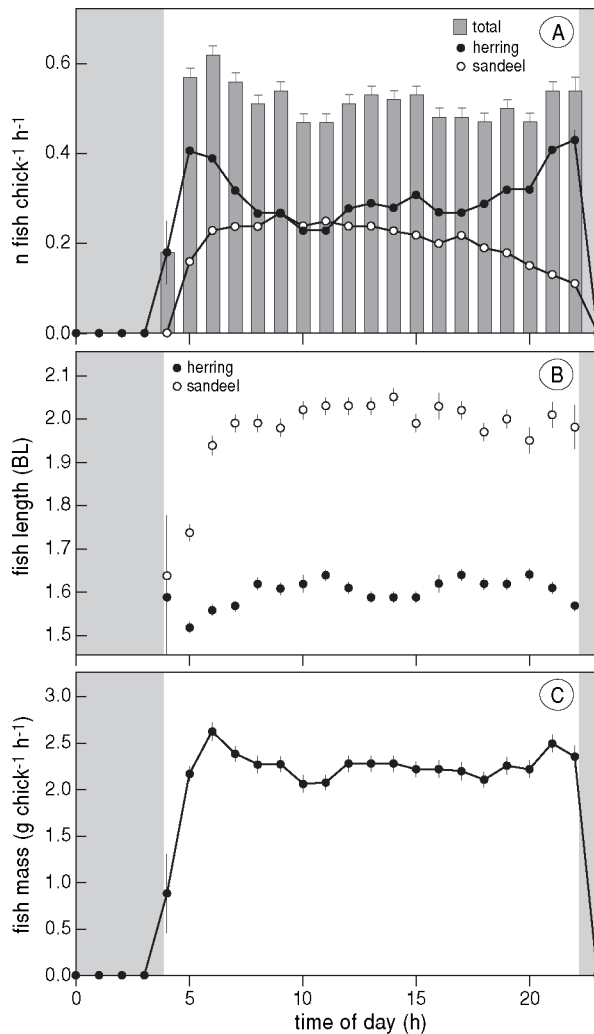 A
total
herring
sandeel
n fish chick⁻¹ h⁻¹
0.6
0.4
0.2
0.0
B
herring
sandeel
fish length (BL)
2.1
2.0
1.9
1.8
1.7
1.6
1.5
C
fish mass (g chick⁻¹ h⁻¹)
3.0
2.5
2.0
1.5
1.0
0.5
0.0
0 5 10 15 20
time of day (h)